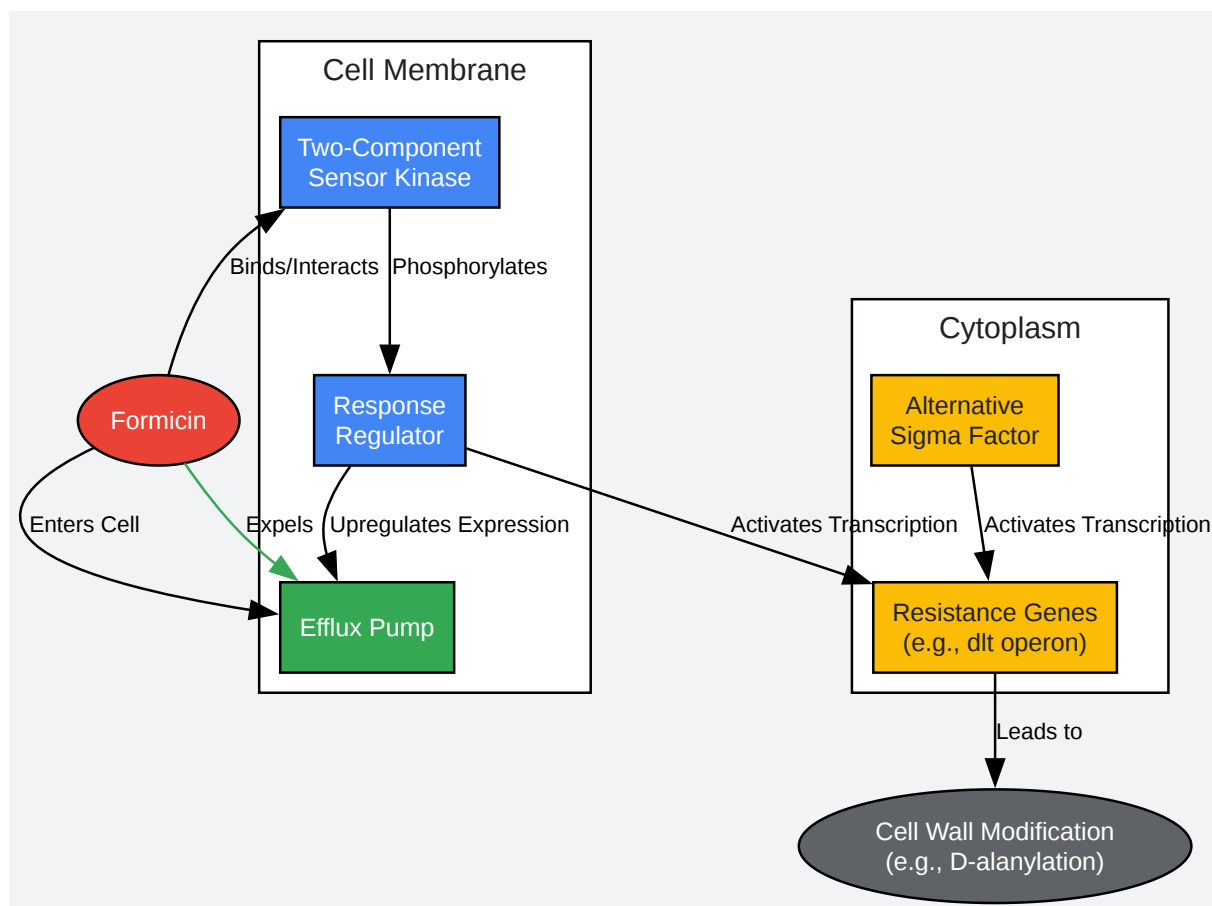 Cell Membrane
Two-Component
Sensor Kinase
Binds/Interacts
Phosphorylates
Cytoplasm
Formicin
Response
Regulator
Alternative
Sigma Factor
Enters Cell
Expels
Upregulates Expression
Activates Transcription
Activates Transcription
Efflux Pump
Resistance Genes
(e.g., dlt operon)
Leads to
Cell Wall Modification
(e.g., D-alanylation)